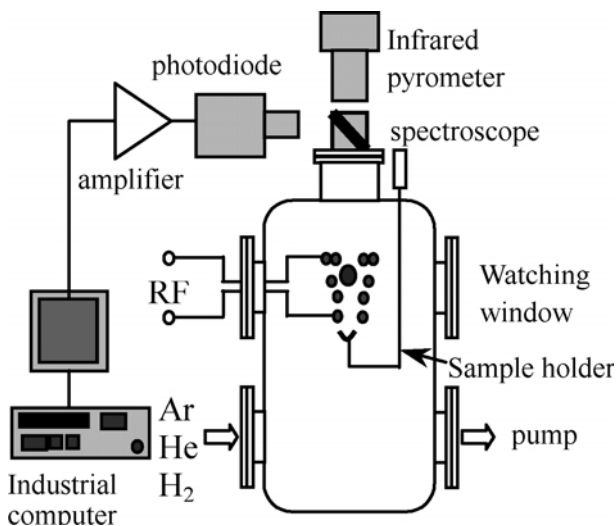 Infrared
pyrometer
photodiode
spectroscope
amplifier
RF
Watching
window
Sample holder
Ar
He
H₂
pump
Industrial
computer